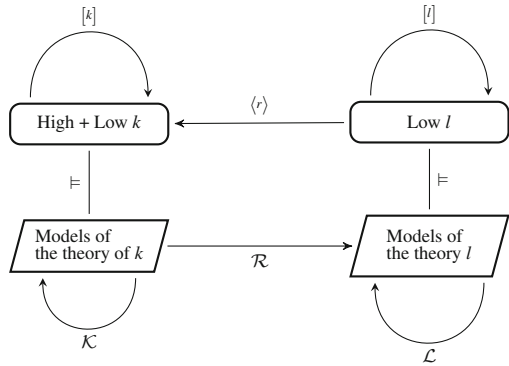 [k]
[l]
⟨r⟩
High + Low k
Low l
⊨
⊨
Models of
the theory of k
Models of
the theory l
ℛ
𝒦
ℒ